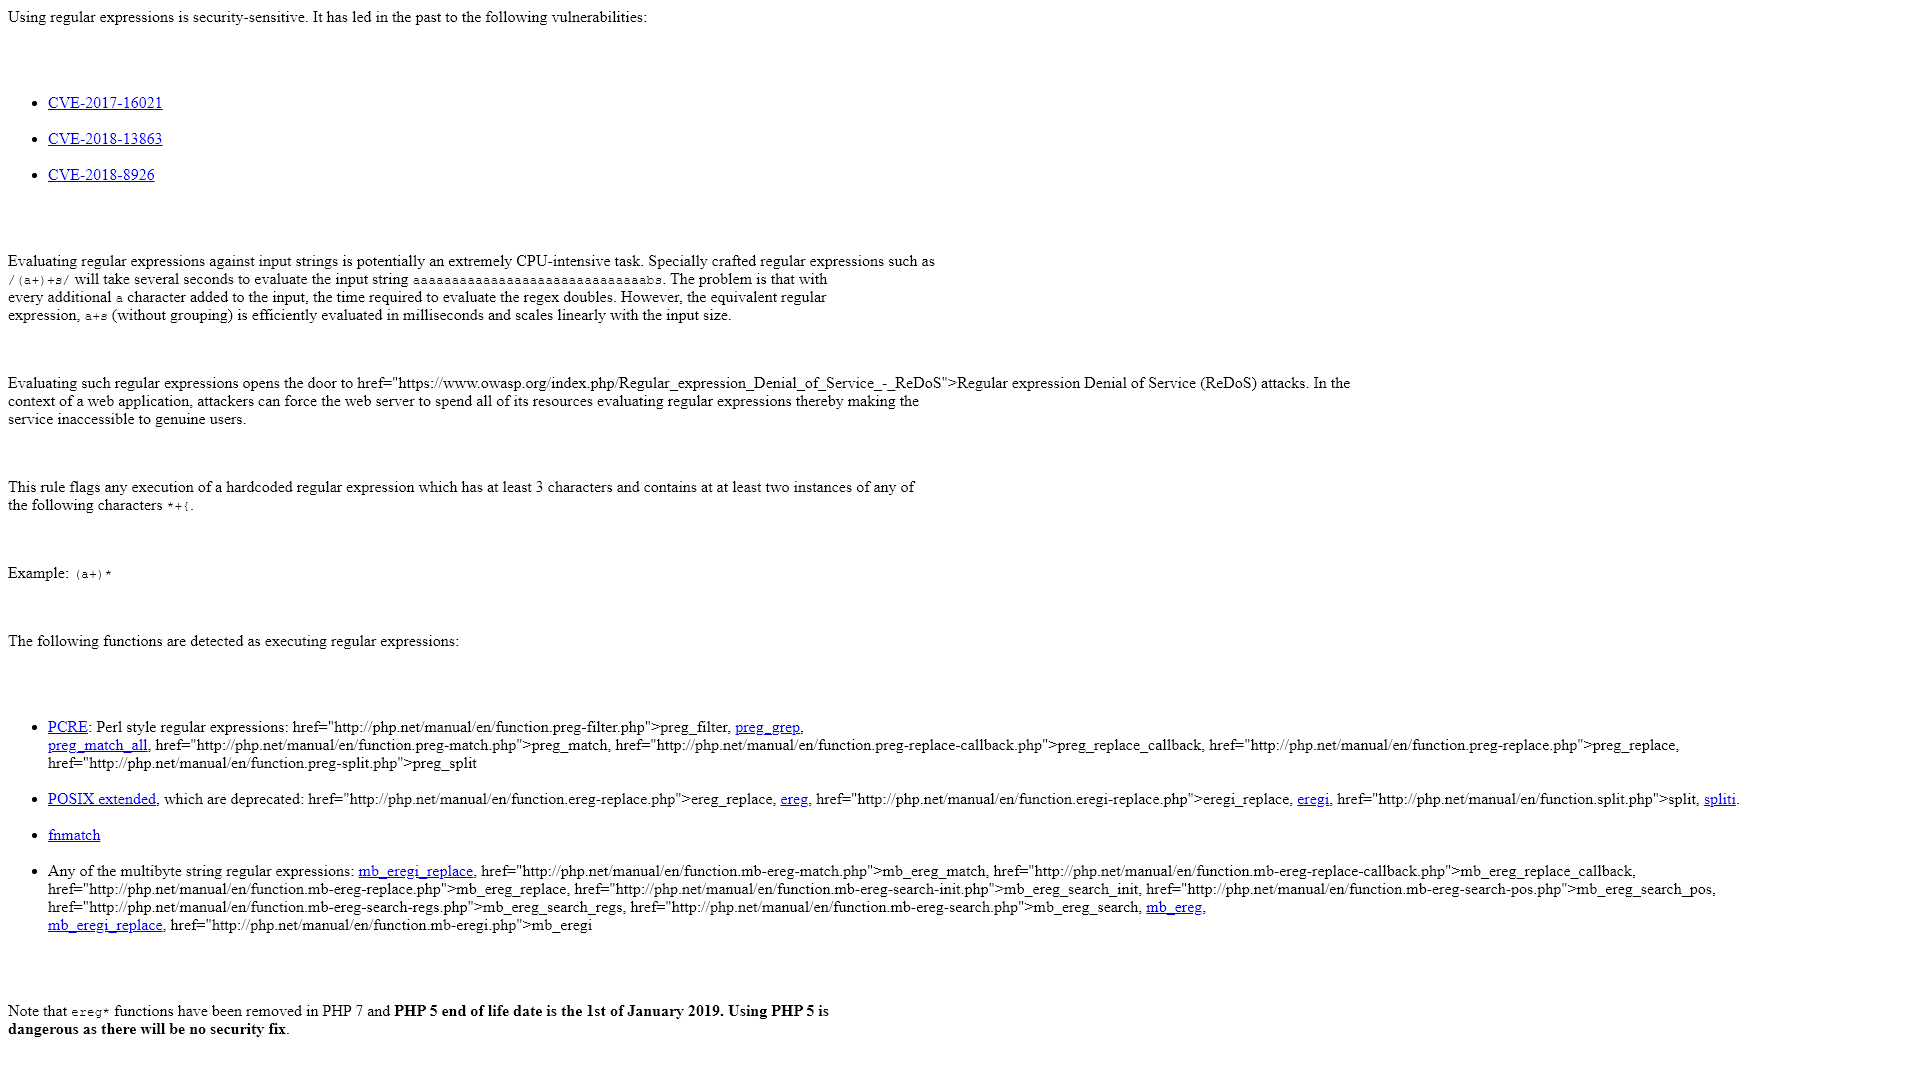 Using regular expressions is security-sensitive. It has led in the past to the following vulnerabilities:
• CVE-2017-16021
• CVE-2018-13863
• CVE-2018-8926
Evaluating regular expressions against input strings is potentially an extremely CPU-intensive task. Specially crafted regular expressions such as
/(a+)+s/ will take several seconds to evaluate the input string aaaaaaaaaaaaaaaaaaaaaaaaaaaaaabs. The problem is that with
every additional a character added to the input, the time required to evaluate the regex doubles. However, the equivalent regular
expression, a+s (without grouping) is efficiently evaluated in milliseconds and scales linearly with the input size.
Evaluating such regular expressions opens the door to href="https://www.owasp.org/index.php/Regular_expression_Denial_of_Service_-_ReDoS">Regular expression Denial of Service (ReDoS) attacks. In the
context of a web application, attackers can force the web server to spend all of its resources evaluating regular expressions thereby making the
service inaccessible to genuine users.
This rule flags any execution of a hardcoded regular expression which has at least 3 characters and contains at at least two instances of any of
the following characters *+{.
Example: (a+)*
The following functions are detected as executing regular expressions:
• PCRE: Perl style regular expressions: href="http://php.net/manual/en/function.preg-filter.php">preg_filter, preg_grep,
preg_match_all, href="http://php.net/manual/en/function.preg-match.php">preg_match, href="http://php.net/manual/en/function.preg-replace-callback.php">preg_replace_callback, href="http://php.net/manual/en/function.preg-replace.php">preg_replace,
href="http://php.net/manual/en/function.preg-split.php">preg_split
• POSIX extended, which are deprecated: href="http://php.net/manual/en/function.ereg-replace.php">ereg_replace, ereg, href="http://php.net/manual/en/function.eregi-replace.php">eregi_replace, eregi, href="http://php.net/manual/en/function.split.php">split, spliti.
• fnmatch
• Any of the multibyte string regular expressions: mb_eregi_replace, href="http://php.net/manual/en/function.mb-ereg-match.php">mb_ereg_match, href="http://php.net/manual/en/function.mb-ereg-replace-callback.php">mb_ereg_replace_callback,
href="http://php.net/manual/en/function.mb-ereg-replace.php">mb_ereg_replace, href="http://php.net/manual/en/function.mb-ereg-search-init.php">mb_ereg_search_init, href="http://php.net/manual/en/function.mb-ereg-search-pos.php">mb_ereg_search_pos,
href="http://php.net/manual/en/function.mb-ereg-search-regs.php">mb_ereg_search_regs, href="http://php.net/manual/en/function.mb-ereg-search.php">mb_ereg_search, mb_ereg,
mb_eregi_replace, href="http://php.net/manual/en/function.mb-eregi.php">mb_eregi
Note that ereg* functions have been removed in PHP 7 and PHP 5 end of life date is the 1st of January 2019. Using PHP 5 is
dangerous as there will be no security fix.